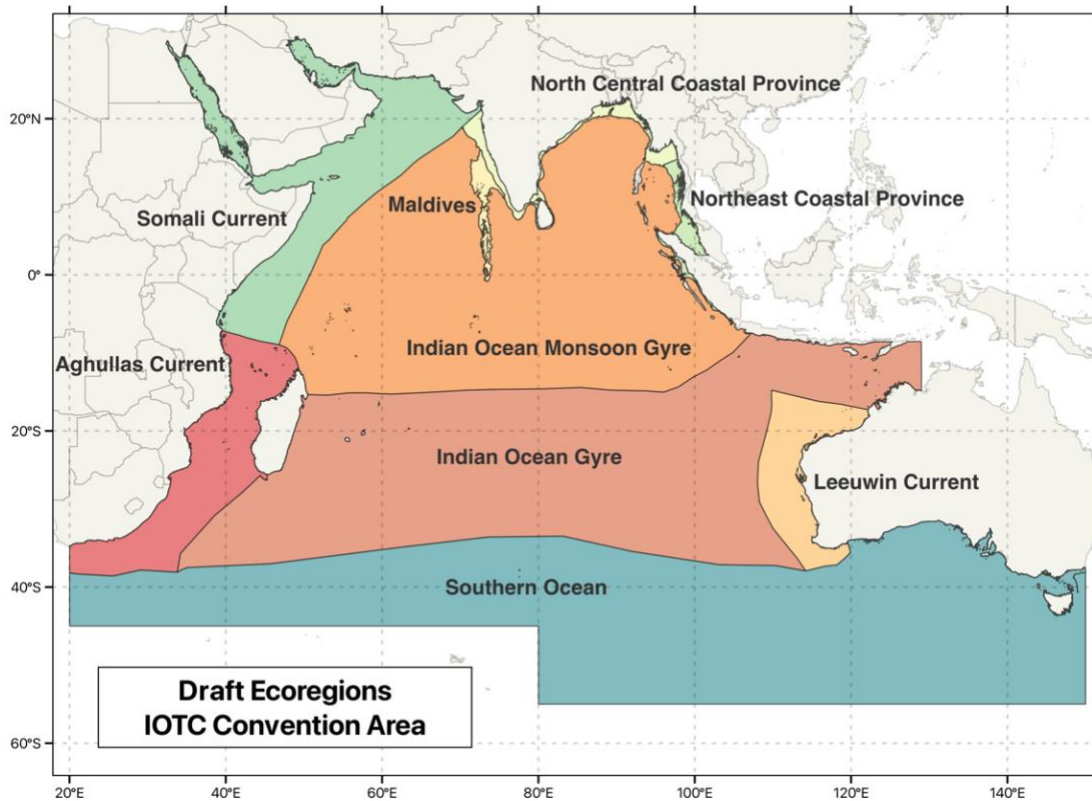 North Central Coastal Province
20°N
Maldives
Northeast Coastal Province
Somali Current
0°
Indian Ocean Monsoon Gyre
Aghullas Current
20°S
Indian Ocean Gyre
Leeuwin Current
40°S
Southern Ocean
Draft Ecoregions
IOTC Convention Area
60°S
20°E
40°E
60°E
80°E
100°E
120°E
140°E